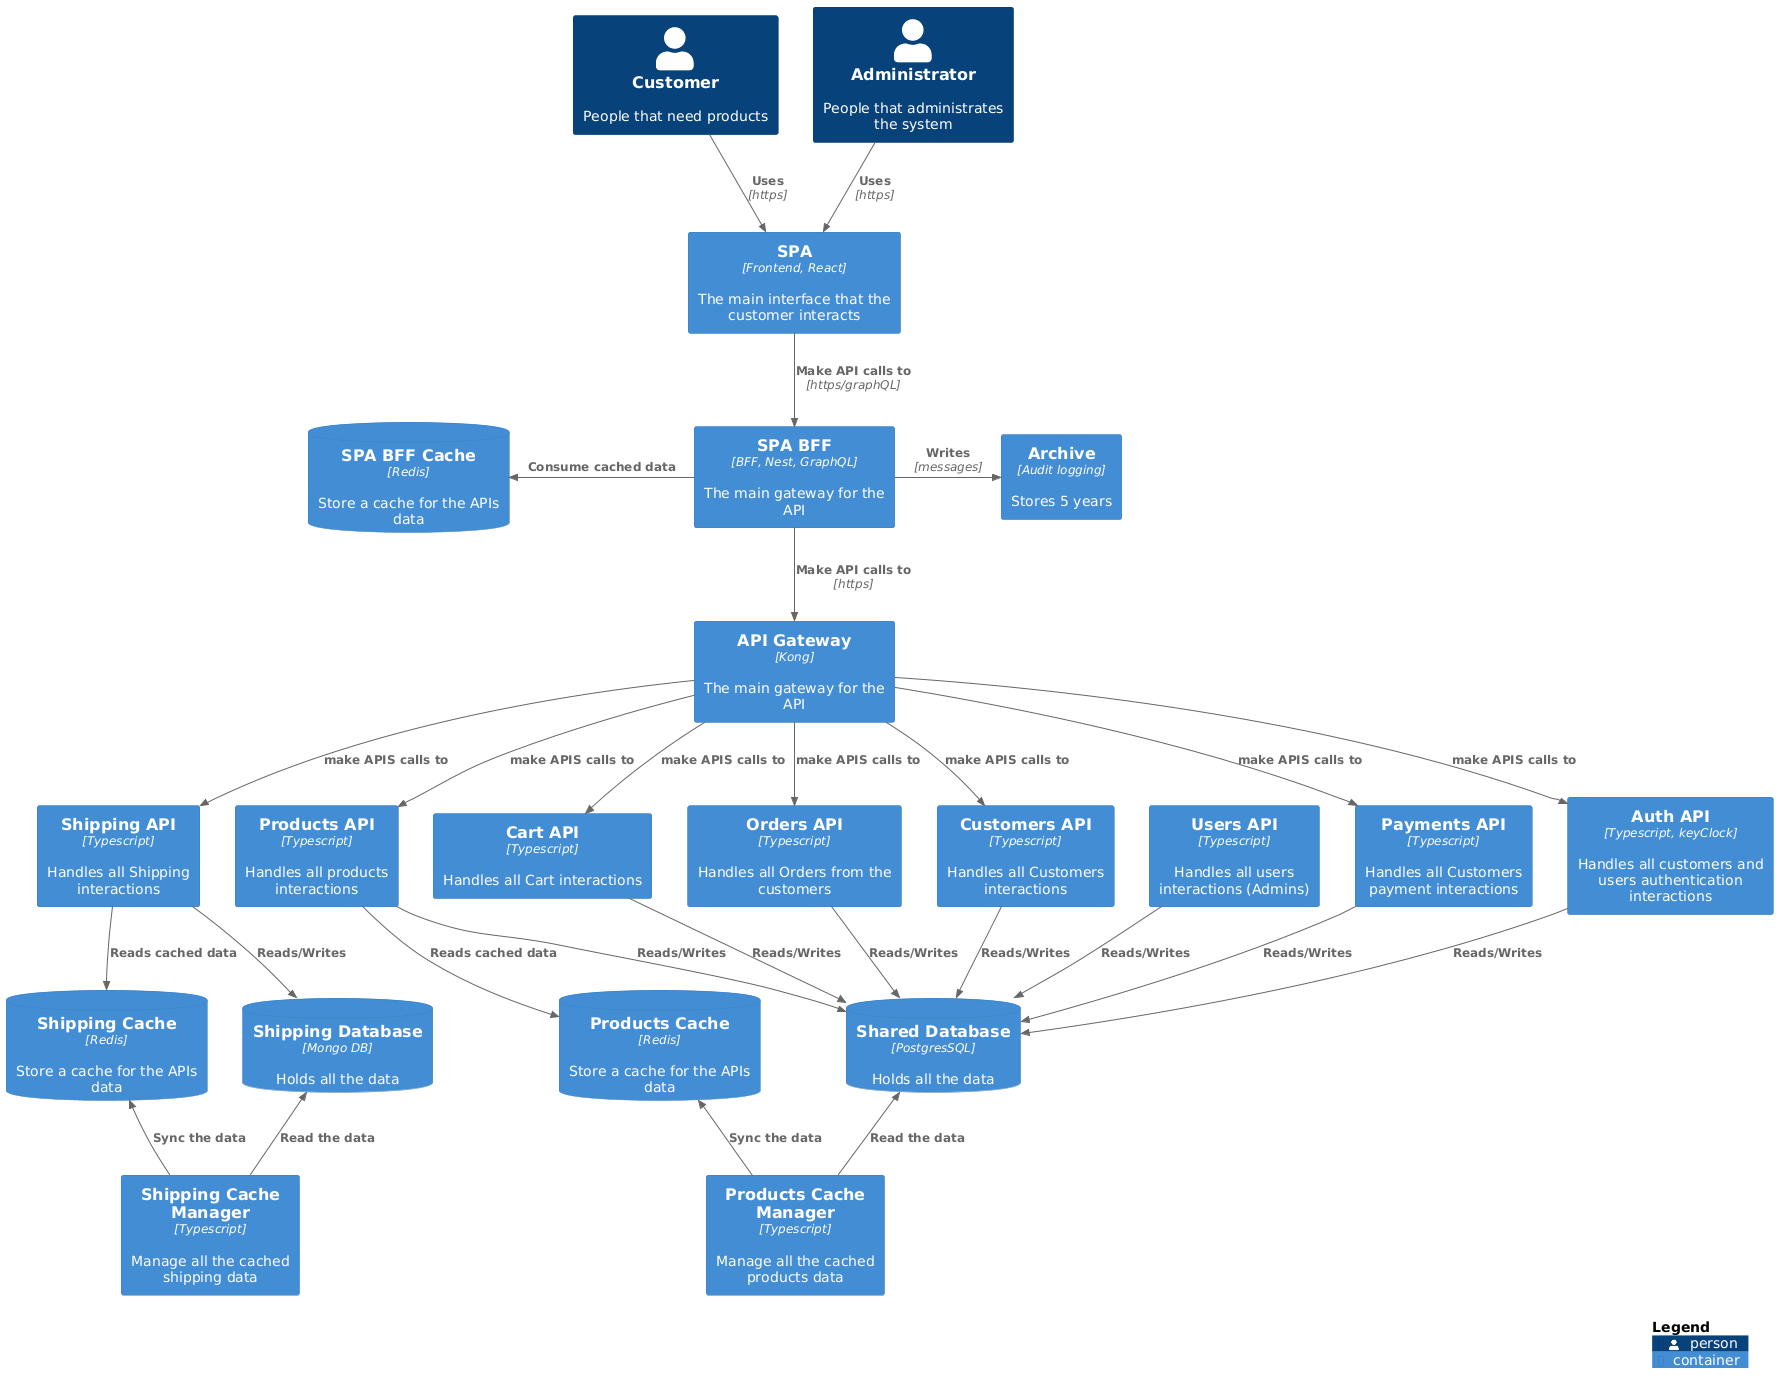 Customer
People that need products
Administrator
People that administrates
the system
Uses
[https]
Uses
[https]
SPA
[Frontend, React]
The main interface that the
customer interacts
Make API calls to
[https/graphQL]
SPA BFF Cache
[Redis]
Store a cache for the APIs
data
Consume cached data
SPA BFF
[BFF, Nest, GraphQL]
The main gateway for the
API
Writes
[messages]
Archive
[Audit logging]
Stores 5 years
Make API calls to
[https]
API Gateway
[Kong]
The main gateway for the
API
make APIS calls to
make APIS calls to
make APIS calls to
make APIS calls to
make APIS calls to
make APIS calls to
make APIS calls to
Shipping API
[Typescript]
Handles all Shipping
interactions
Products API
[Typescript]
Handles all products
interactions
Cart API
[Typescript]
Handles all Cart interactions
Orders API
[Typescript]
Handles all Orders from the
customers
Customers API
[Typescript]
Handles all Customers
interactions
Users API
[Typescript]
Handles all users
interactions (Admins)
Payments API
[Typescript]
Handles all Customers
payment interactions
Auth API
[Typescript, keyClock]
Handles all customers and
users authentication
interactions
Reads cached data
Reads/Writes
Reads cached data
Reads/Writes
Reads/Writes
Reads/Writes
Reads/Writes
Reads/Writes
Reads/Writes
Reads/Writes
Shipping Cache
[Redis]
Store a cache for the APIs
data
Shipping Database
[Mongo DB]
Holds all the data
Products Cache
[Redis]
Store a cache for the APIs
data
Shared Database
[PostgresSQL]
Holds all the data
Sync the data
Read the data
Sync the data
Read the data
Shipping Cache
Manager
[Typescript]
Manage all the cached
shipping data
Products Cache
Manager
[Typescript]
Manage all the cached
products data
Legend
person
container